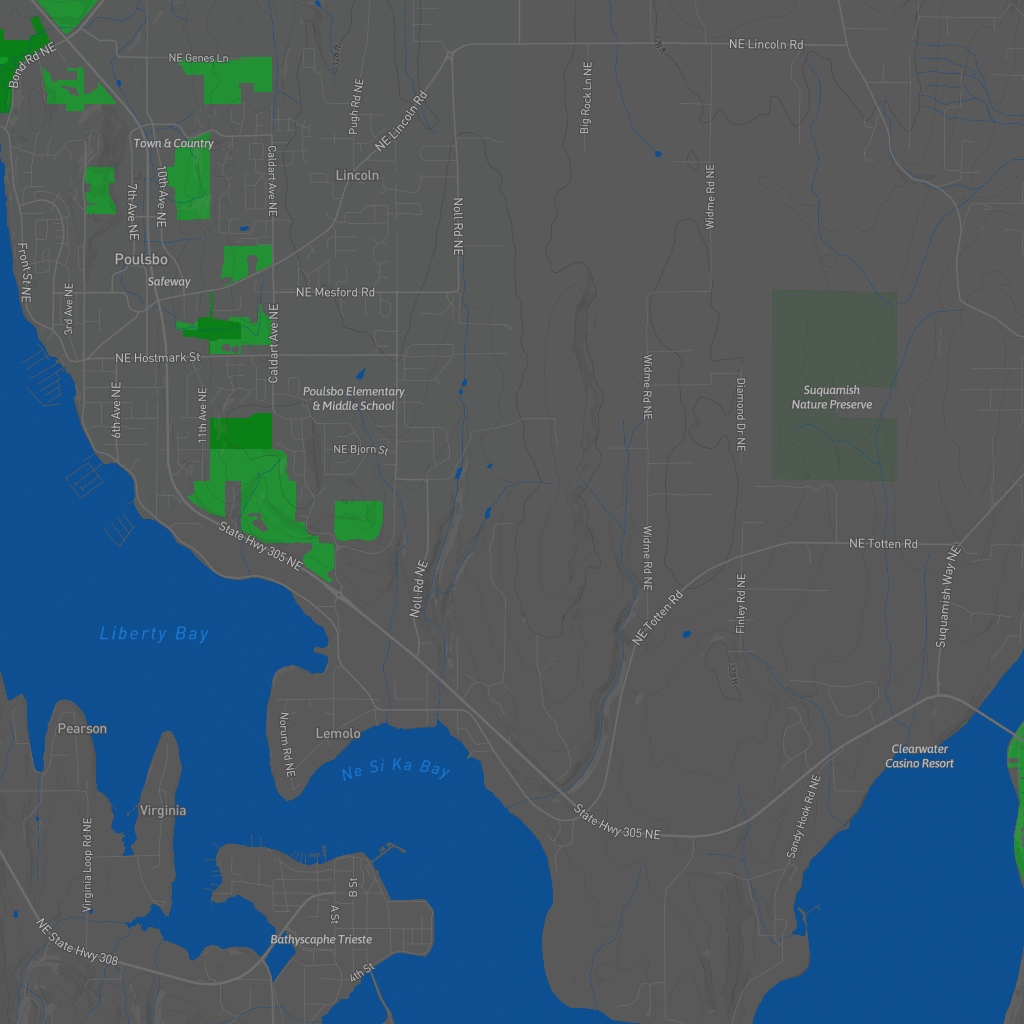 NE Lincoln Rd
Bond Rd NE
NE Genes Ln
128 ft
128 ft
Pugh Rd NE
Big Rock Ln NE
NE Lincoln Rd
Town & Country
Caldart Ave NE
Lincoln
7th Ave NE
10th Ave NE
Widme Rd NE
Noll Rd NE
Front St NE
Poulsbo
Safeway
3rd Ave NE
NE Mesford Rd
Caldart Ave NE
NE Hostmark St
Widme Rd NE
Diamond Dr NE
Poulsbo Elementary
& Middle School
Suquamish
Nature Preserve
6th Ave NE
11th Ave NE
NE Bjorn St
State Hwy 305 NE
NE Totten Rd
Widme Rd NE
Noll Rd NE
Finley Rd NE
Suquamish Way NE
NE Totten Rd
Liberty Bay
128 ft
Pearson
Norum Rd NE
Lemolo
Ne Si Ka Bay
Clearwater
Casino Resort
Virginia
State Hwy 305 NE
Sandy Hook Rd NE
Virginia Loop Rd NE
B St
A St
NE State Hwy 308
Bathyscaphe Trieste
4th St